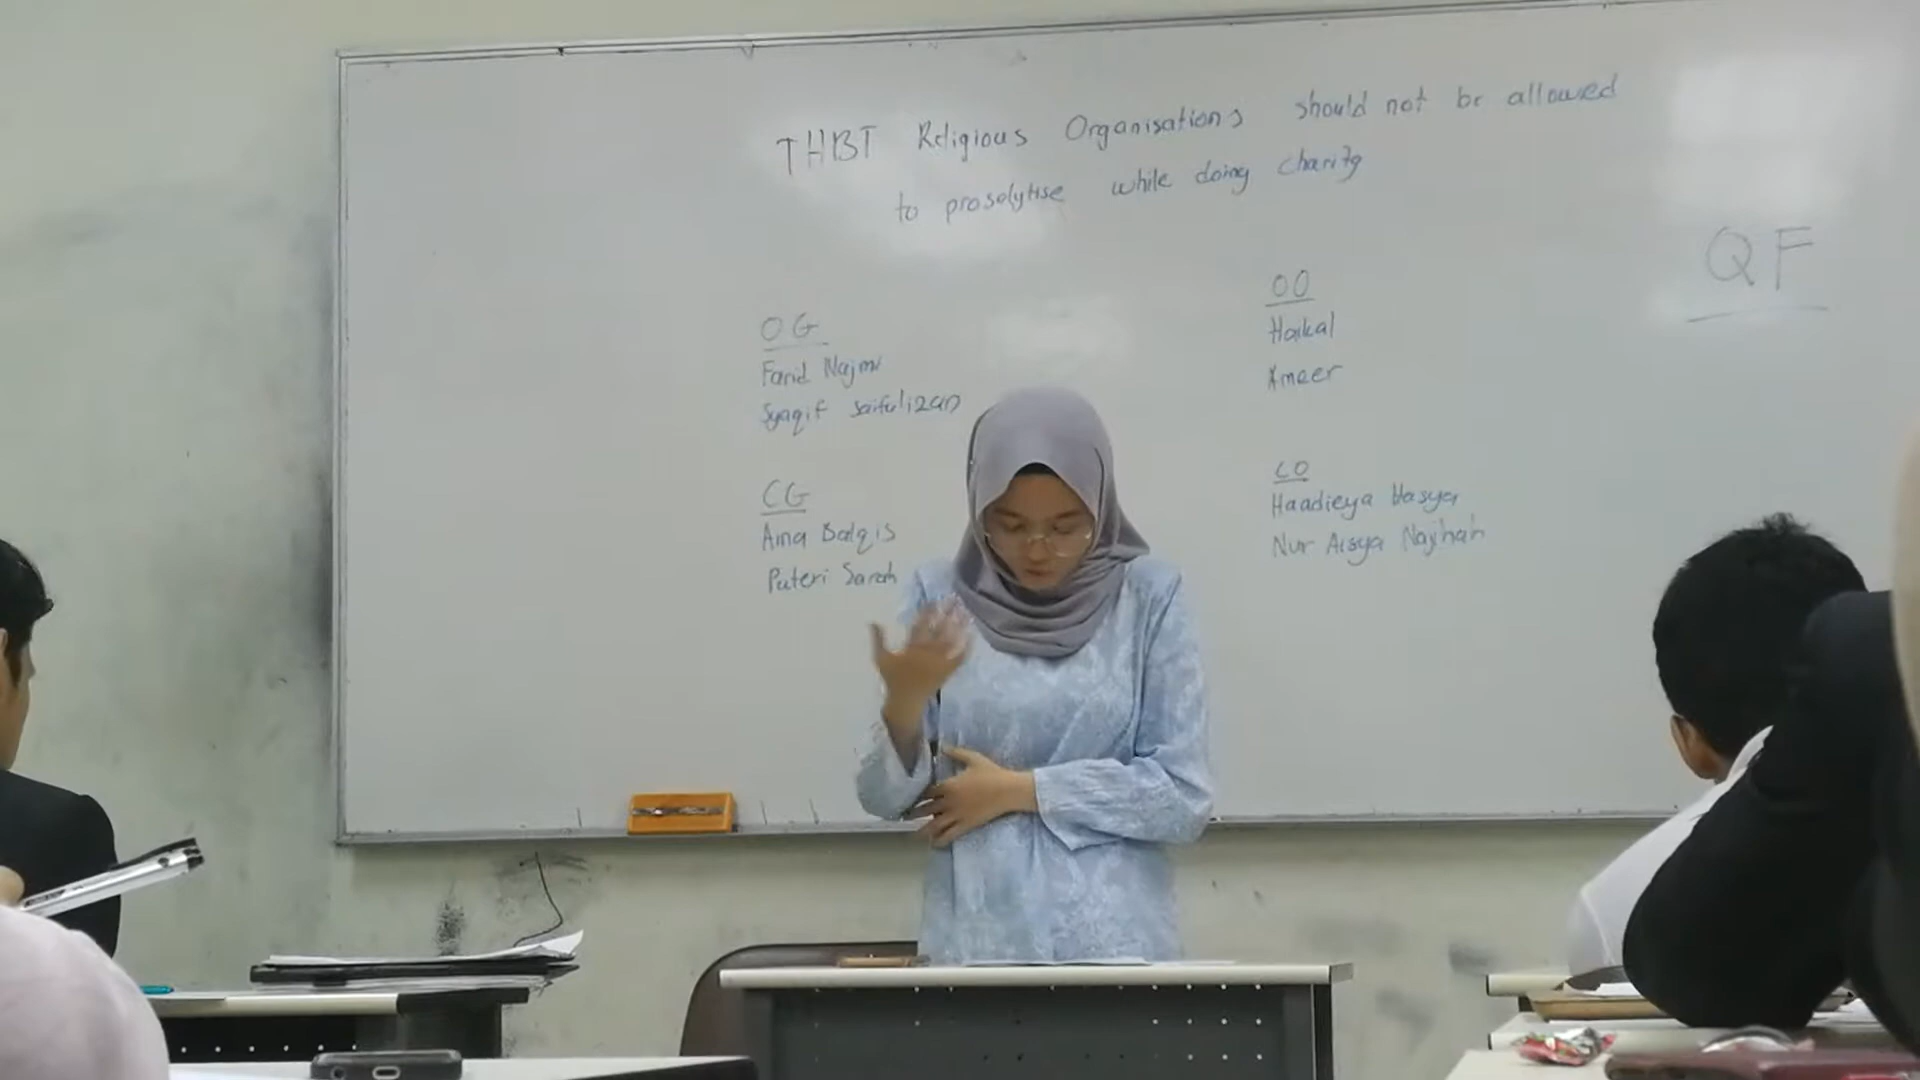 THBT Religious Organisations should not be allowed
to proselytise while doing charity
QF
OG
Farid Najmi
Syaqif Saifulizan
OO
Haikal
Ameer
CG
Aina Balqis
Puteri Sarah
CO
Haadieya Hasya
Nur Aisya Najihah